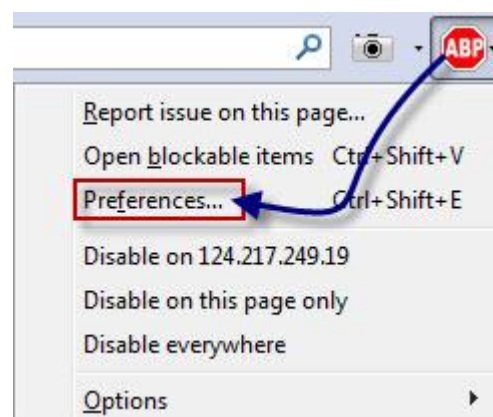 ABP
Report issue on this page...
Open blockable items Ctrl+Shift+V
Preferences... Ctrl+Shift+E
Disable on 124.217.249.19
Disable on this page only
Disable everywhere
Options